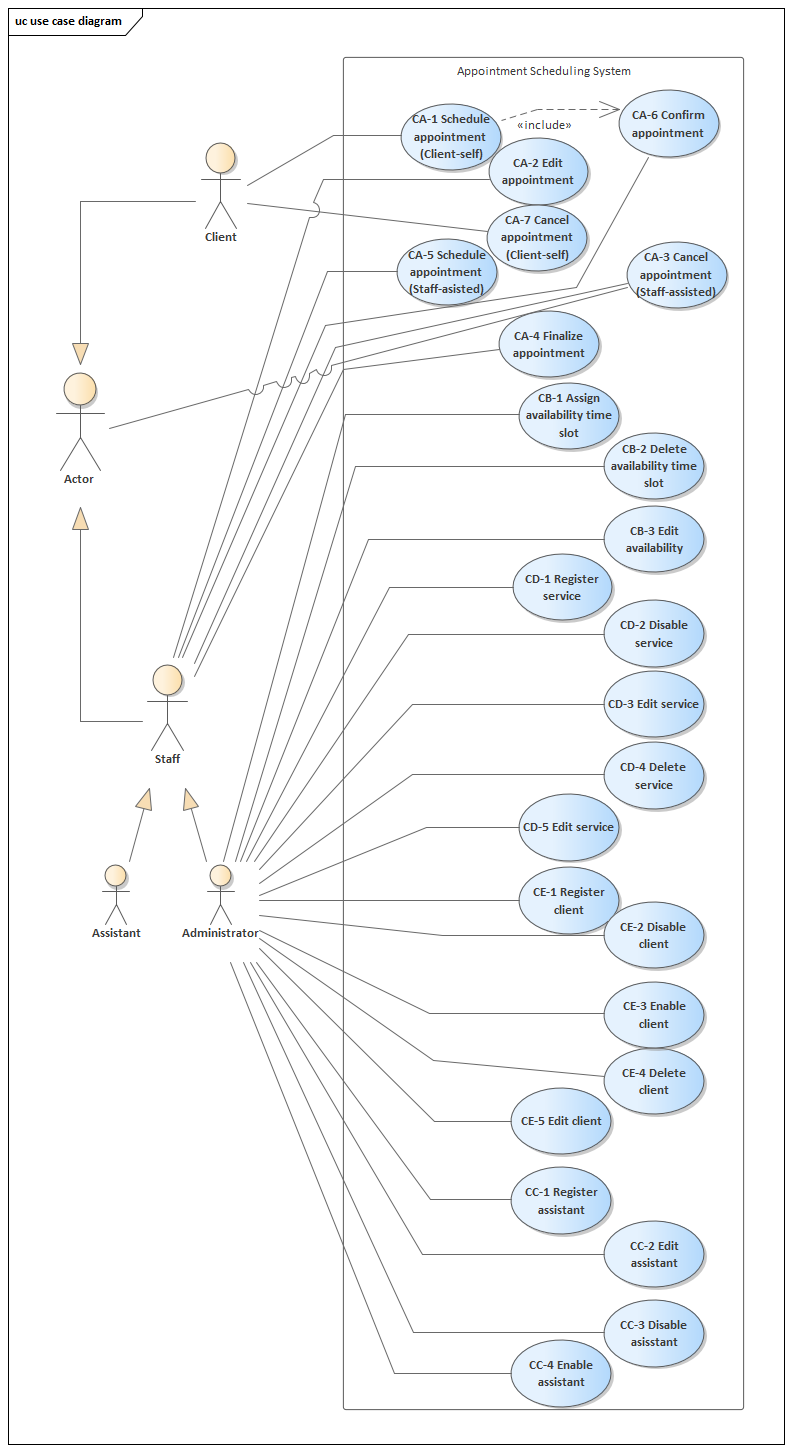 uc use case diagram
Appointment Scheduling System
CA-1 Schedule
appointment
(Client-self)
«include»
CA-6 Confirm
appointment
CA-2 Edit
appointment
Client
CA-7 Cancel
appointment
(Client-self)
CA-5 Schedule
appointment
(Staff-asisted)
CA-3 Cancel
appointment
(Staff-assisted)
CA-4 Finalize
appointment
Actor
CB-1 Assign
availability time
slot
CB-2 Delete
availability time
slot
CB-3 Edit
availability
CD-1 Register
service
CD-2 Disable
service
CD-3 Edit service
Staff
CD-4 Delete
service
CD-5 Edit service
CE-1 Register
client
Assistant
Administrator
CE-2 Disable
client
CE-3 Enable
client
CE-4 Delete
client
CE-5 Edit client
CC-1 Register
assistant
CC-2 Edit
assistant
CC-3 Disable
asisstant
CC-4 Enable
assistant